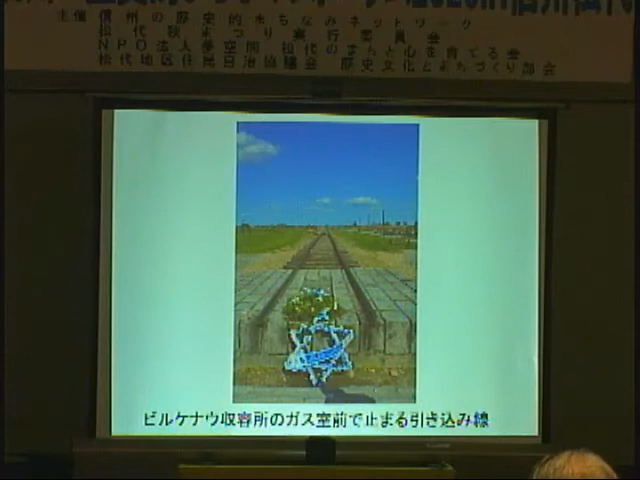 主催 信州の歴史的まちなみネットワーク
松代秋まつり実行委員会
NPO法人夢空間 松代のまちと心を育てる会
松代地区住民自治協議会 歴史文化とまちづくり部会
ビルケナウ収容所のガス室前で止まる引き込み線